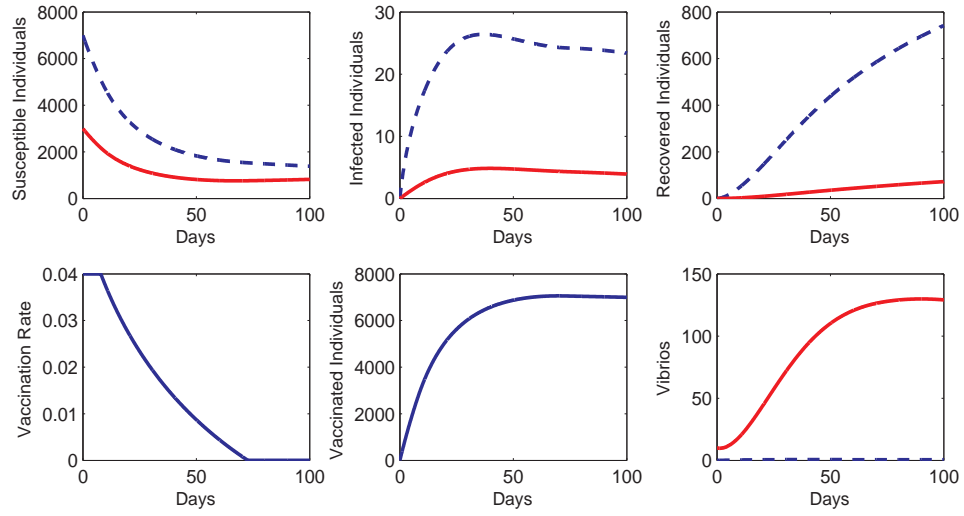 Susceptible Individuals
8000
6000
4000
2000
0
0 50 100
Days
Infected Individuals
30
20
10
0
0 50 100
Days
Recovered Individuals
800
600
400
200
0
0 50 100
Days
Vaccination Rate
0.04
0.03
0.02
0.01
0
0 50 100
Days
Vaccinated Individuals
8000
6000
4000
2000
0
0 50 100
Days
Vibrios
150
100
50
0
0 50 100
Days